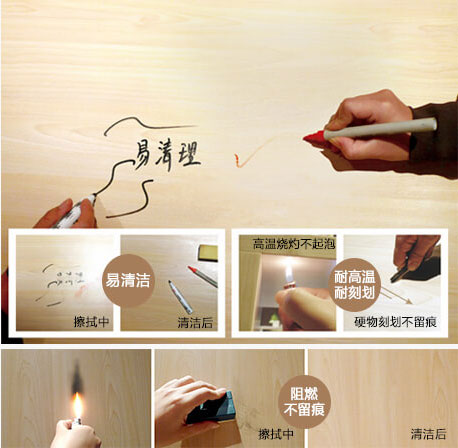 易清理
易清洁
擦拭中
清洁后
高温烧灼不起泡
耐高温
耐刻划
硬物刻划不留痕
阻燃
不留痕
擦拭中
清洁后